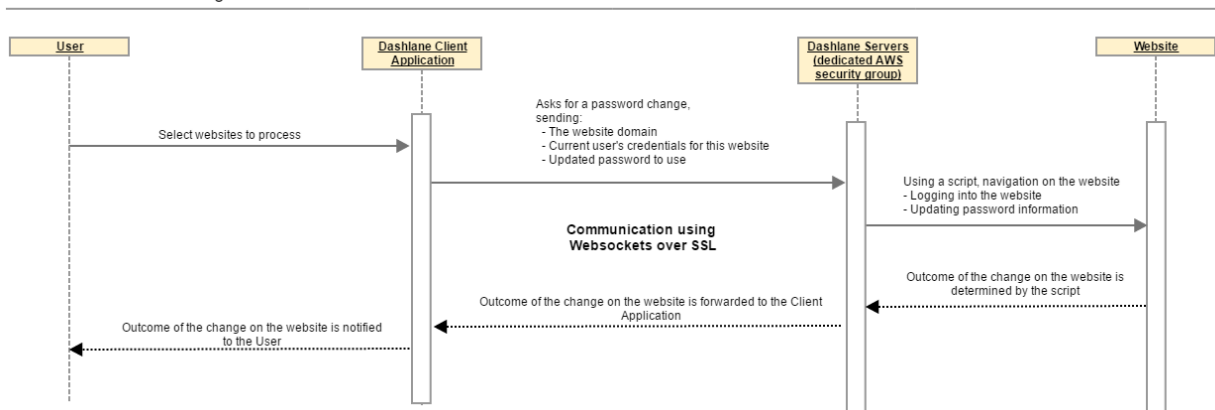 User
Dashlane Client
Application
Dashlane Servers
(dedicated AWS
security group)
Website
Asks for a password change,
sending:
- The website domain
- Current user's credentials for this website
- Updated password to use
Select websites to process
Using a script, navigation on the website
- Logging into the website
- Updating password information
Communication using
Websockets over SSL
Outcome of the change on the website is
determined by the script
Outcome of the change on the website is forwarded to the Client
Application
Outcome of the change on the website is notified
to the User